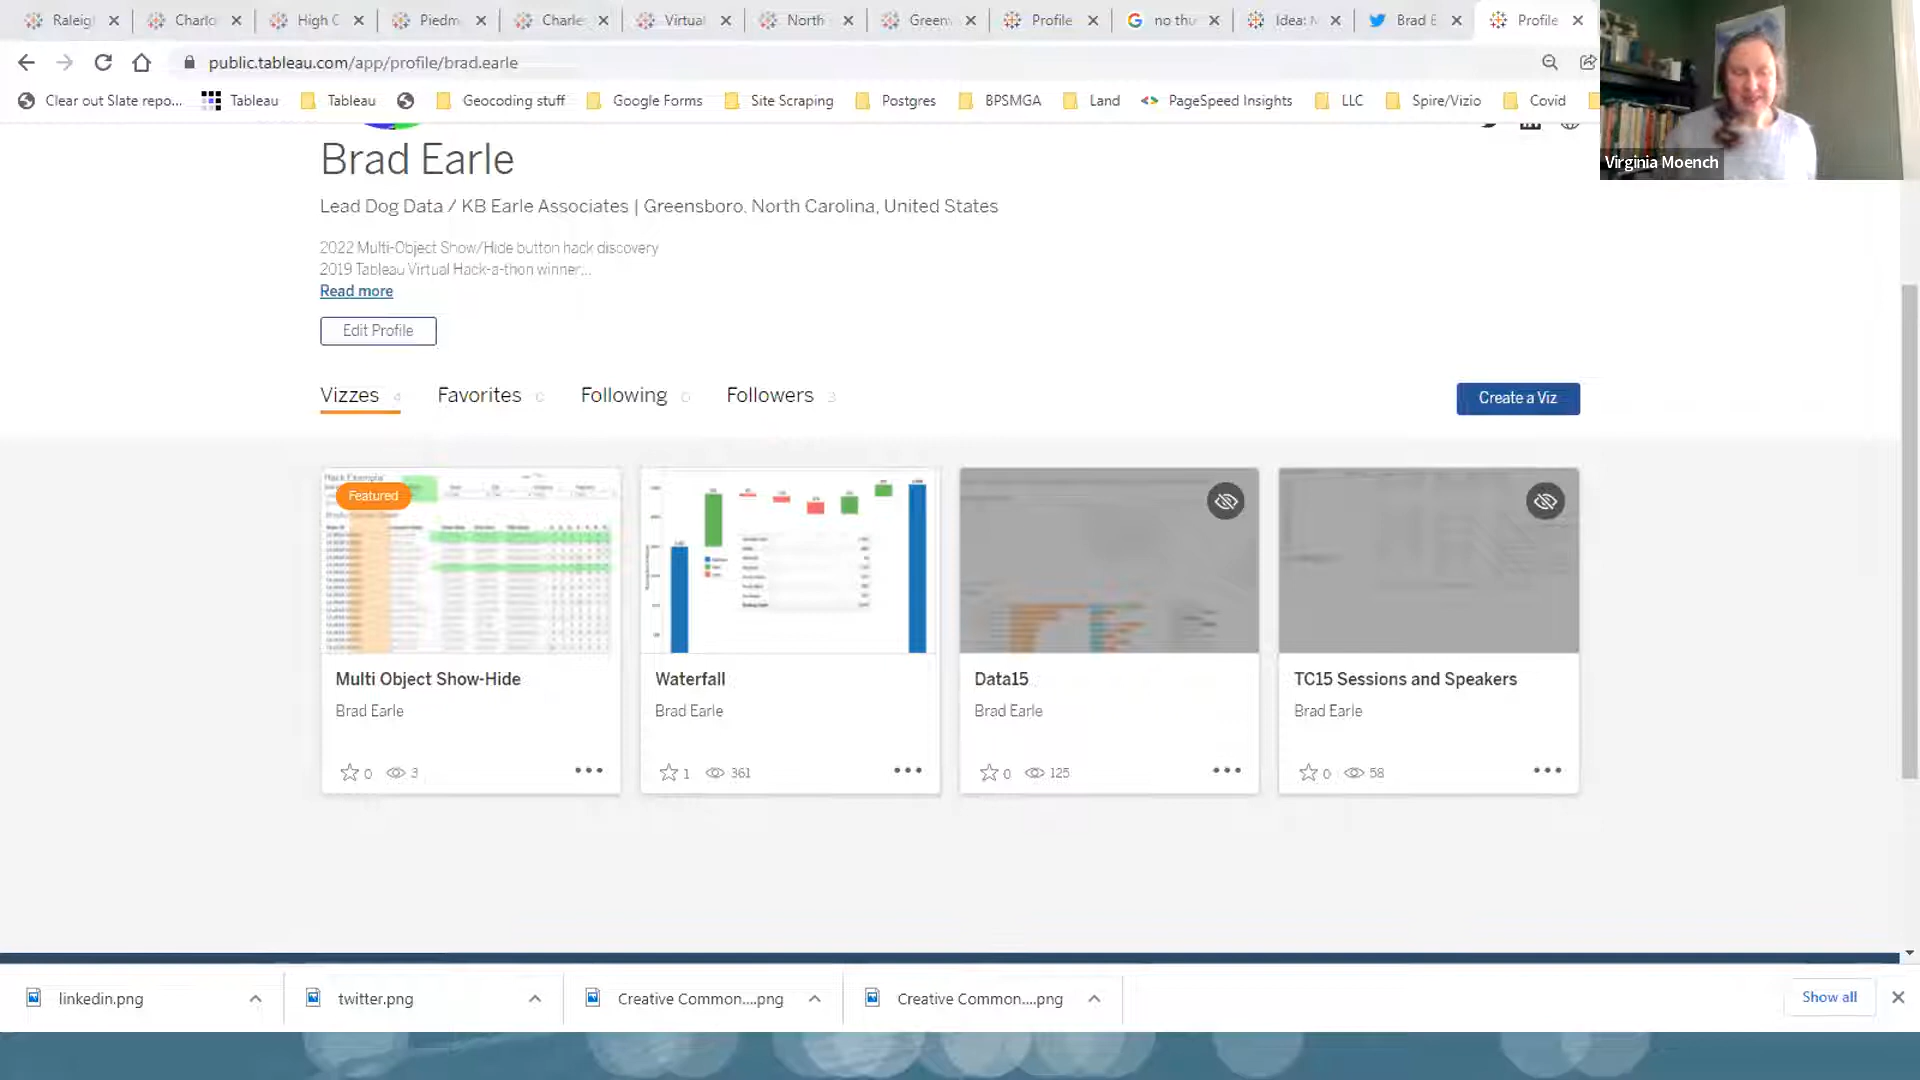 Raleigh
Charlo
High C
Piedm
Charle
Virtual
North
Green
Profile
no thu
Idea: M
Brad E
Profile
public.tableau.com/app/profile/brad.earle
Clear out Slate repo...
Tableau
Tableau
Geocoding stuff
Google Forms
Site Scraping
Postgres
BPSMGA
Land
PageSpeed Insights
LLC
Spire/Vizio
Covid
Virginia Moench
Brad Earle
Lead Dog Data / KB Earle Associates | Greensboro, North Carolina, United States
2022 Multi-Object Show/Hide button hack discovery
2019 Tableau Virtual Hack-a-thon winner,...
Read more
Edit Profile
Vizzes 4
Favorites 0
Following 0
Followers 3
Create a Viz
Featured
Multi Object Show-Hide
Brad Earle
0 3
Waterfall
Brad Earle
1 361
Data15
Brad Earle
0 125
TC15 Sessions and Speakers
Brad Earle
0 58
linkedin.png
twitter.png
Creative Common....png
Creative Common....png
Show all